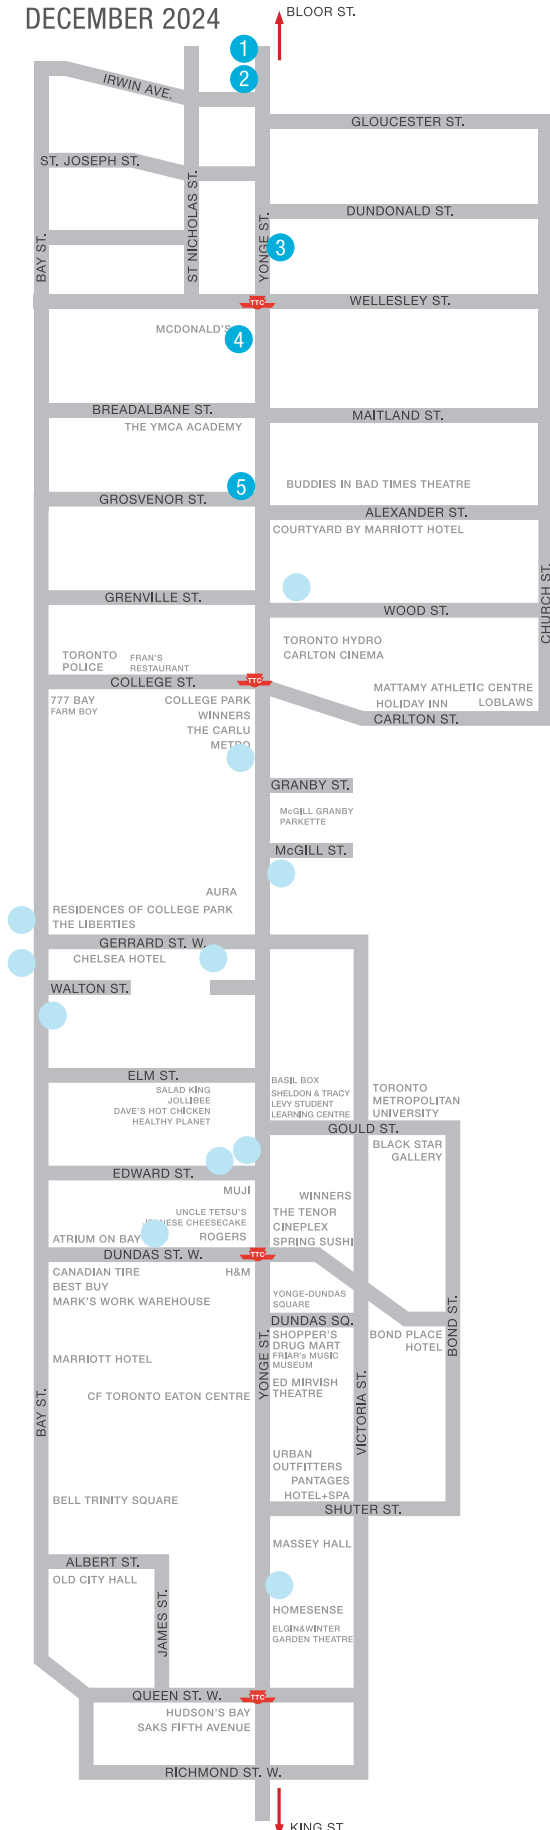 DECEMBER 2024
BLOOR ST.
1
2
IRWIN AVE.
GLOUCESTER ST.
ST. JOSEPH ST.
ST NICHOLAS ST.
DUNDONALD ST.
BAY ST.
YONGE ST.
3
TTC
WELLESLEY ST.
MCDONALD'S
4
BREADALBANE ST.
MAITLAND ST.
THE YMCA ACADEMY
5
BUDDIES IN BAD TIMES THEATRE
GROSVENOR ST.
ALEXANDER ST.
COURTYARD BY MARRIOTT HOTEL
CHURCH ST.
GRENVILLE ST.
WOOD ST.
TORONTO HYDRO
CARLTON CINEMA
TORONTO
POLICE
FRAN'S
RESTAURANT
COLLEGE ST.
TTC
MATTAMY ATHLETIC CENTRE
HOLIDAY INN
LOBLAWS
CARLTON ST.
777 BAY
FARM BOY
COLLEGE PARK
WINNERS
THE CARLU
METRO
GRANBY ST.
McGILL GRANBY
PARKETTE
McGILL ST.
AURA
RESIDENCES OF COLLEGE PARK
THE LIBERTIES
GERRARD ST. W.
CHELSEA HOTEL
WALTON ST.
ELM ST.
SALAD KING
JOLLIBEE
DAVE'S HOT CHICKEN
HEALTHY PLANET
BASIL BOX
SHELDON & TRACY
LEVY STUDENT
LEARNING CENTRE
TORONTO
METROPOLITAN
UNIVERSITY
GOULD ST.
BLACK STAR
GALLERY
EDWARD ST.
MUJI
WINNERS
UNCLE TETSU'S
CHEESECAKE
ROGERS
THE TENOR
CINEPLEX
SPRING SUSHI
ATRIUM ON BAY
DUNDAS ST. W.
TTC
CANADIAN TIRE
BEST BUY
MARK'S WORK WAREHOUSE
H&M
YONGE-DUNDAS
SQUARE
DUNDAS SQ.
BOND ST.
SHOPPER'S
DRUG MART
FRIAR's MUSIC
MUSEUM
BOND PLACE
HOTEL
YONGE ST.
MARRIOTT HOTEL
ED MIRVISH
THEATRE
CF TORONTO EATON CENTRE
BAY ST.
VICTORIA ST.
URBAN
OUTFITTERS
PANTAGES
HOTEL+SPA
BELL TRINITY SQUARE
SHUTER ST.
MASSEY HALL
ALBERT ST.
OLD CITY HALL
JAMES ST.
HOMESENSE
ELGIN&WINTER
GARDEN THEATRE
QUEEN ST. W.
TTC
HUDSON'S BAY
SAKS FIFTH AVENUE
RICHMOND ST. W.
KING ST.